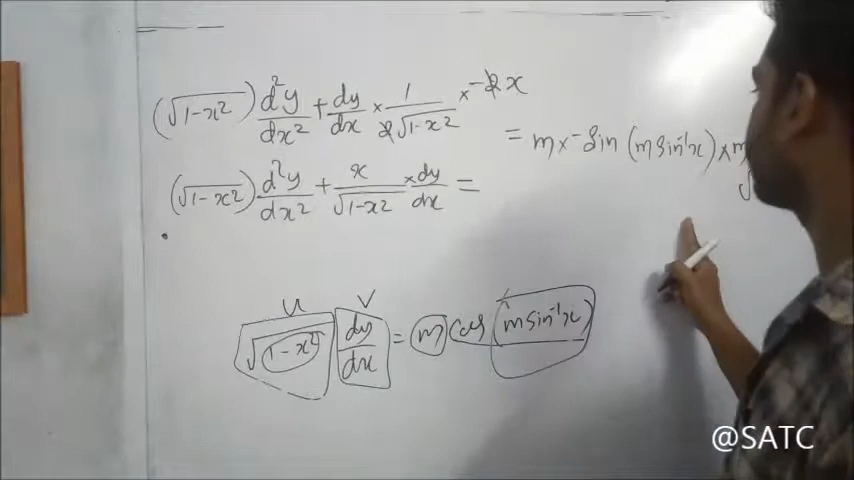 (√1-x²) d²y/dx² + dy/dx × 1/2√1-x² × -2x
= m × -Sin (m sin⁻¹x) × m √
(√1-x²) d²y/dx² + x/√1-x² × dy/dx =
u v
√1-x² dy/dx = m Cos (m sin⁻¹x)
@SATC